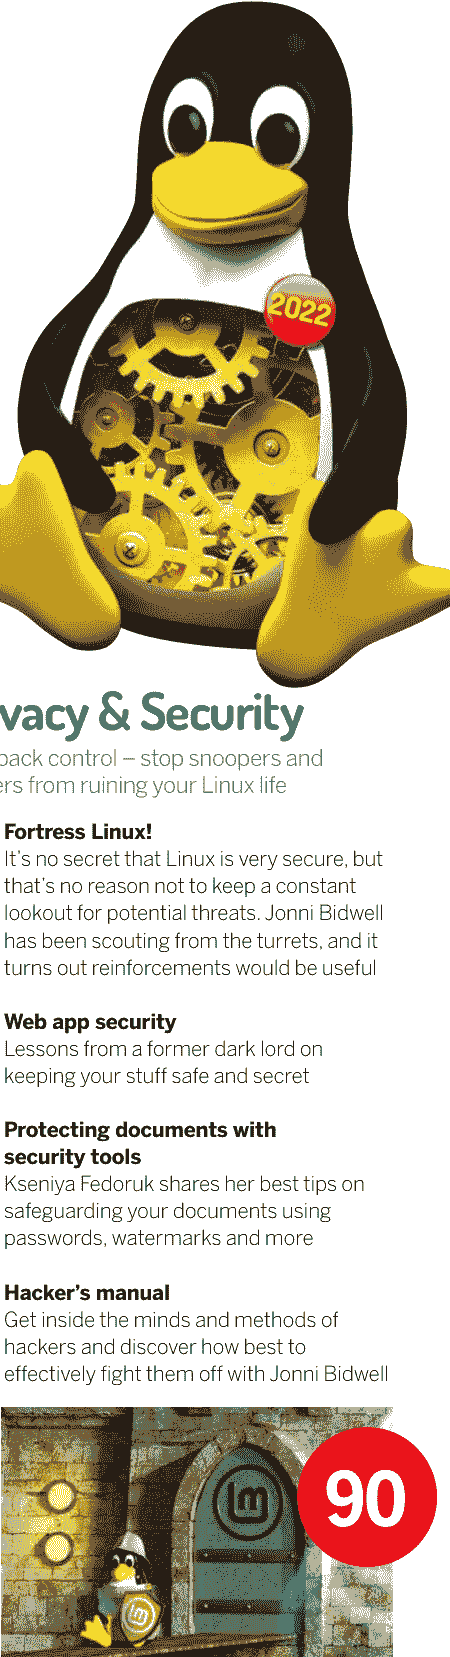 2022
vacy & Security
back control – stop snoopers and
ers from ruining your Linux life
Fortress Linux!
It's no secret that Linux is very secure, but
that's no reason not to keep a constant
lookout for potential threats. Jonni Bidwell
has been scouting from the turrets, and it
turns out reinforcements would be useful
Web app security
Lessons from a former dark lord on
keeping your stuff safe and secret
Protecting documents with
security tools
Kseniya Fedoruk shares her best tips on
safeguarding your documents using
passwords, watermarks and more
Hacker's manual
Get inside the minds and methods of
hackers and discover how best to
effectively fight them off with Jonni Bidwell
90